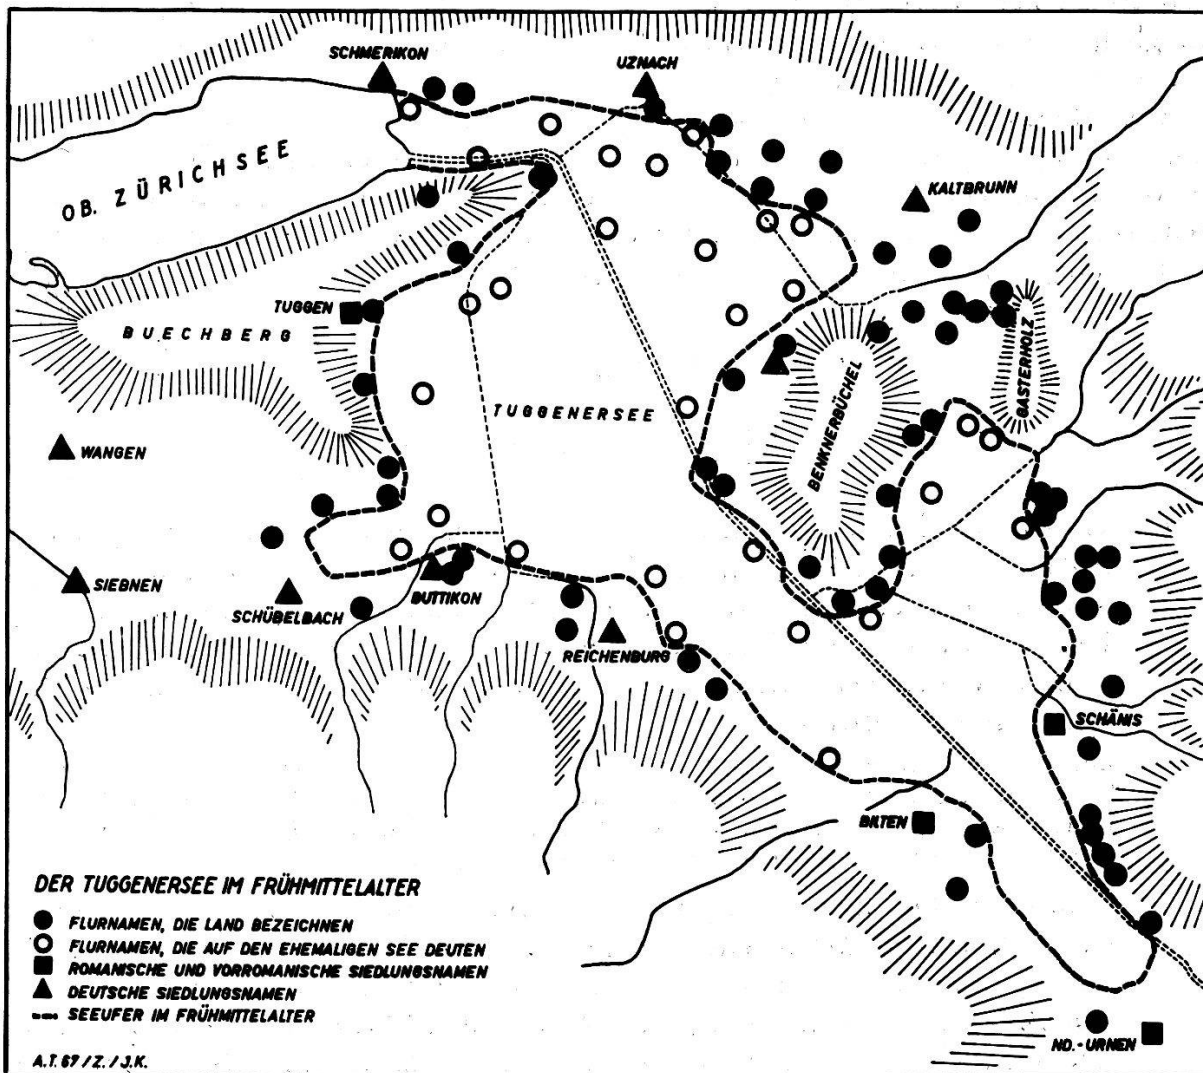 SCHMERIKON
UZNACH
OB. ZÜRICHSEE
KALTBRUNN
TUGGEN
BUECHBERG
GASTERHOLZ
TUGGENERSEE
BENKNERBÜCHEL
WANGEN
SIEBNEN
SCHÜBELBACH
BUTTIKON
REICHENBURG
SCHÄNIS
BILTEN
DER TUGGENERSEE IM FRÜHMITTELALTER
FLURNAMEN, DIE LAND BEZEICHNEN
FLURNAMEN, DIE AUF DEN EHEMALIGEN SEE DEUTEN
ROMANISCHE UND VORROMANISCHE SIEDLUNGSNAMEN
DEUTSCHE SIEDLUNGSNAMEN
SEEUFER IM FRÜHMITTELALTER
ND.-URNEN
A.T. 67 / Z. / J.K.